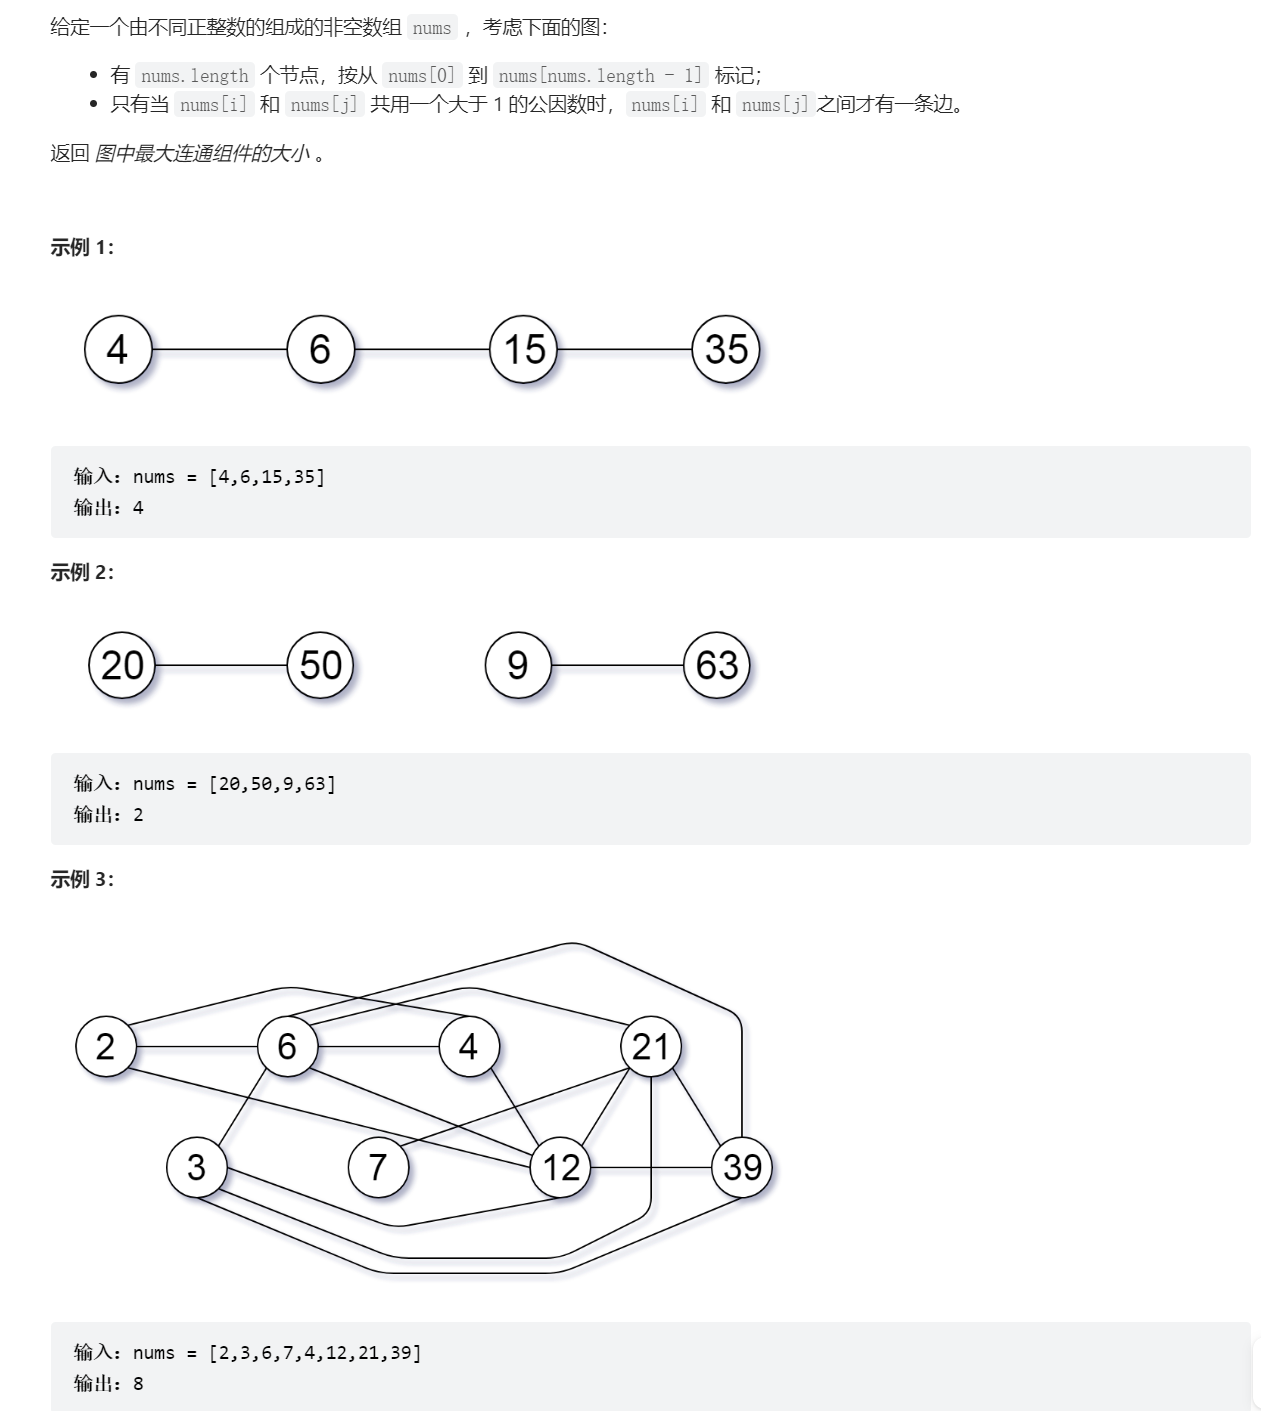 给定一个由不同正整数的组成的非空数组 nums ，考虑下面的图：
有 nums.length 个节点，按从 nums[0] 到 nums[nums.length - 1] 标记；
只有当 nums[i] 和 nums[j] 共用一个大于 1 的公因数时，nums[i] 和 nums[j]之间才有一条边。
返回 图中最大连通组件的大小 。
示例 1：
4 6 15 35
输入：nums = [4,6,15,35]
输出：4
示例 2：
20 50 9 63
输入：nums = [20,50,9,63]
输出：2
示例 3：
2 6 4 21
3 7 12 39
输入：nums = [2,3,6,7,4,12,21,39]
输出：8